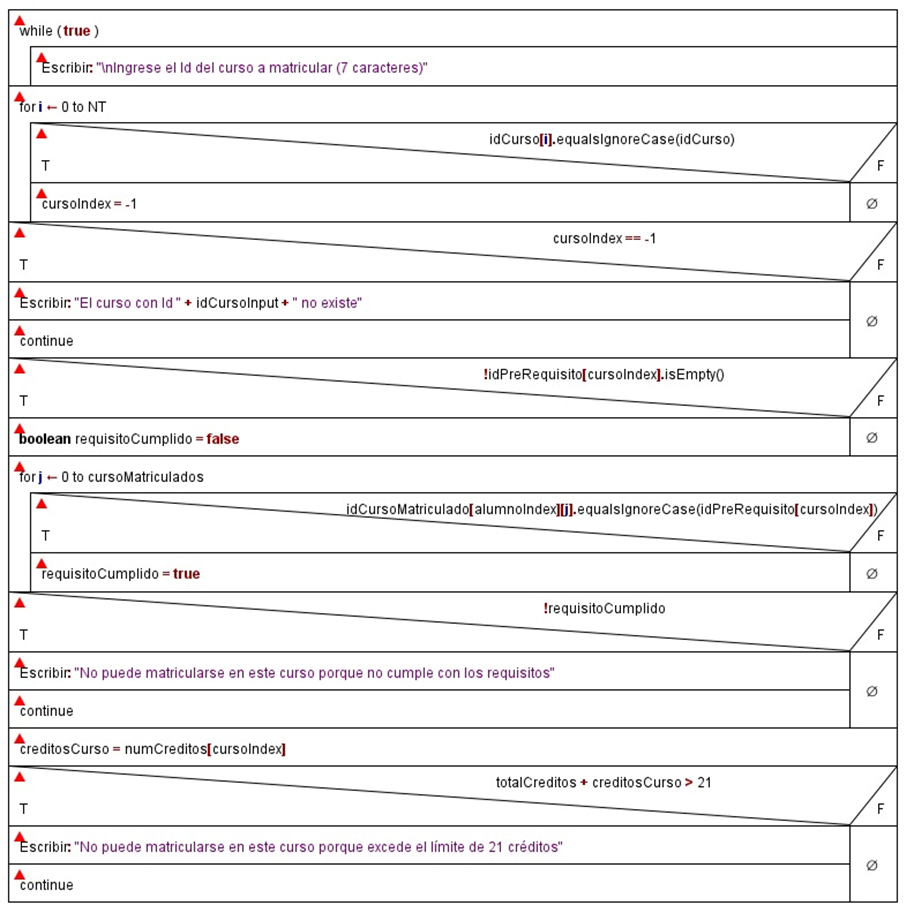 while ( true )
Escribir: "\nIngrese el Id del curso a matricular (7 caracteres)"
for i ← 0 to NT
idCurso[i].equalsIgnoreCase(idCurso)
T F
cursoIndex = -1 ∅
cursoIndex == -1
T F
Escribir: "El curso con Id " + idCursoInput + " no existe"
∅
continue
!idPreRequisito[cursoIndex].isEmpty()
T F
boolean requisitoCumplido = false ∅
for j ← 0 to cursoMatriculados
idCursoMatriculado[alumnoIndex][j].equalsIgnoreCase(idPreRequisito[cursoIndex])
T F
requisitoCumplido = true ∅
!requisitoCumplido
T F
Escribir: "No puede matricularse en este curso porque no cumple con los requisitos"
∅
continue
creditosCurso = numCreditos[cursoIndex]
totalCreditos + creditosCurso > 21
T F
Escribir: "No puede matricularse en este curso porque excede el límite de 21 créditos"
∅
continue